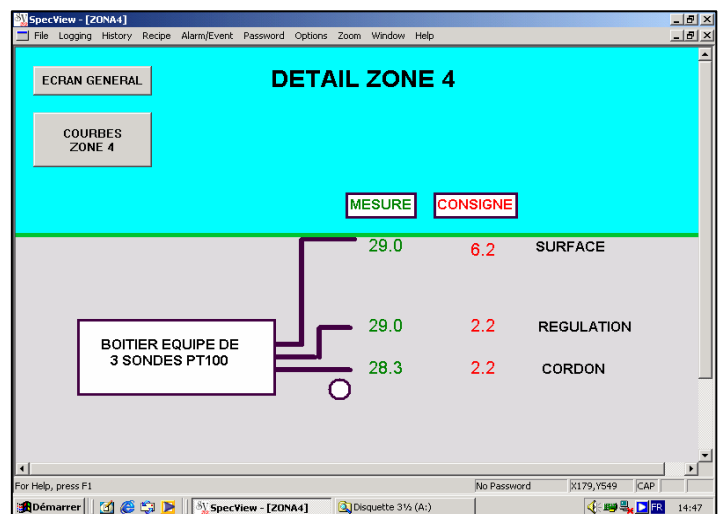 SpecView - [ZONA4]
File Logging History Recipe Alarm/Event Password Options Zoom Window Help
ECRAN GENERAL
DETAIL ZONE 4
COURBES
ZONE 4
MESURE CONSIGNE
29.0 6.2 SURFACE
29.0 2.2 REGULATION
BOITIER EQUIPE DE
3 SONDES PT100
28.3 2.2 CORDON
For Help, press F1 No Password X179,Y549 CAP
Démarrer SpecView - [ZONA4] Disquette 3½ (A:) FR 14:47